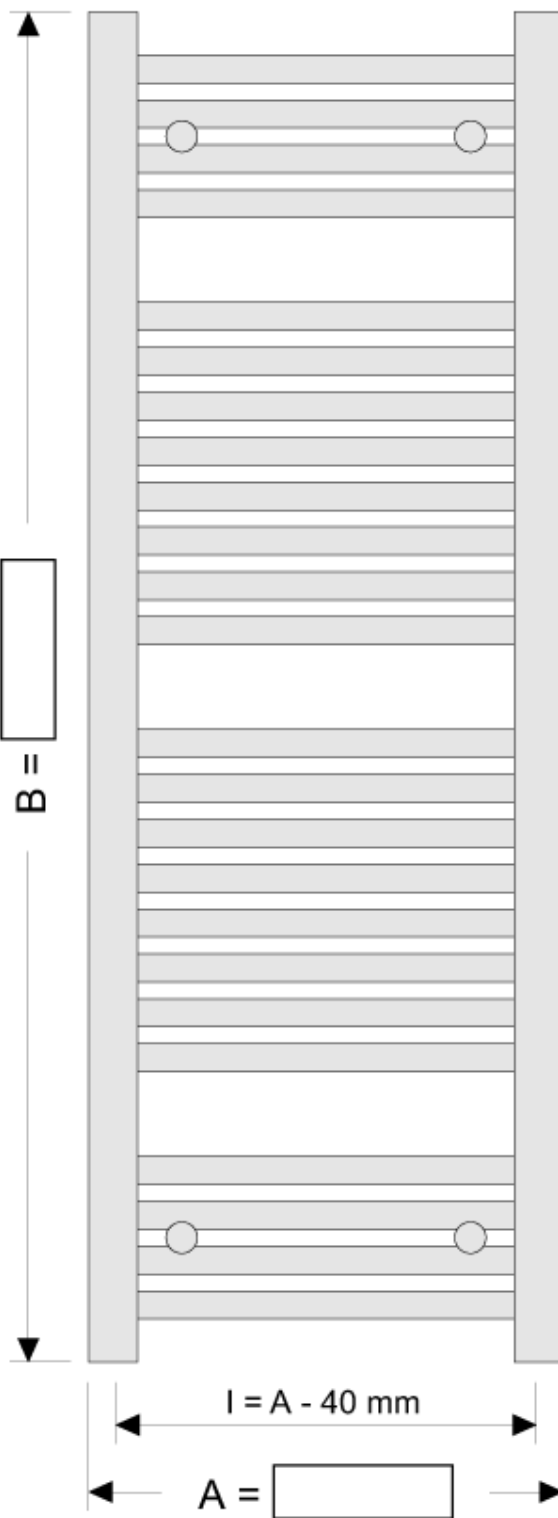 B =
I = A - 40 mm
A =